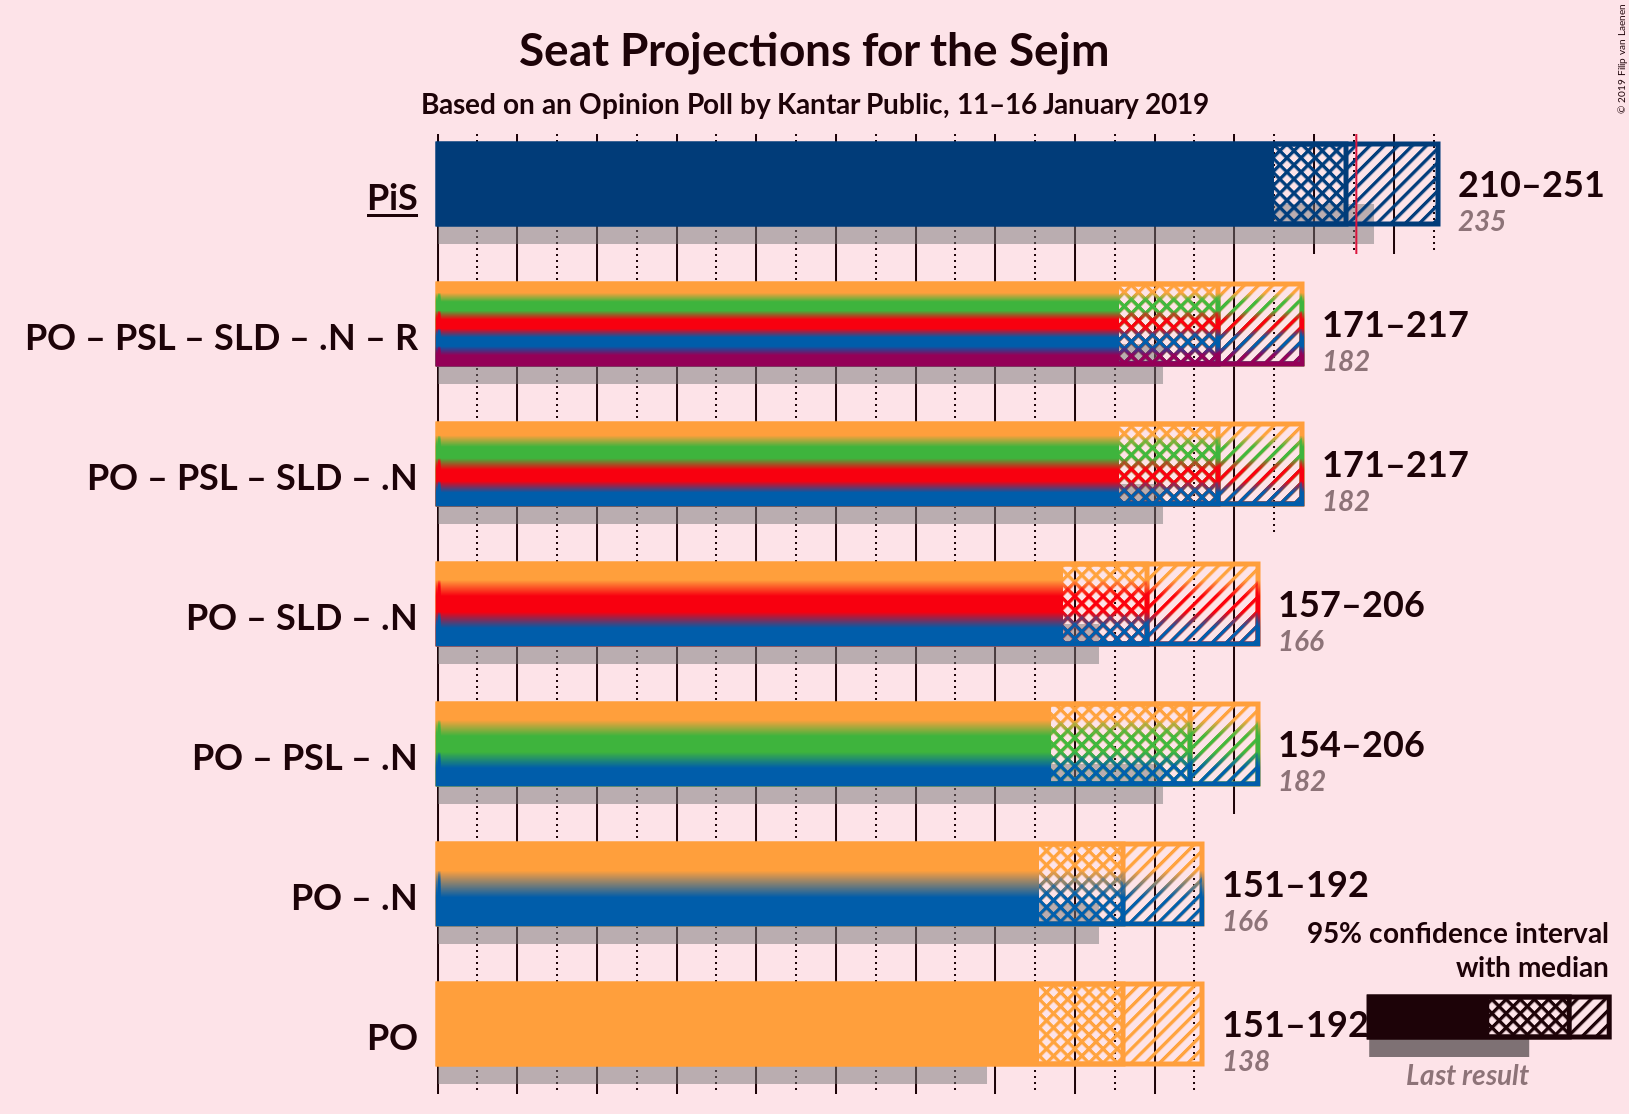 Seat Projections for the Sejm
Based on an Opinion Poll by Kantar Public, 11–16 January 2019
© 2019 Filip van Laenen
PiS
210–251
235
PO – PSL – SLD – .N – R
171–217
182
PO – PSL – SLD – .N
171–217
182
PO – SLD – .N
157–206
166
PO – PSL – .N
154–206
182
PO – .N
151–192
166
PO
151–192
138
95% confidence interval
with median
Last result